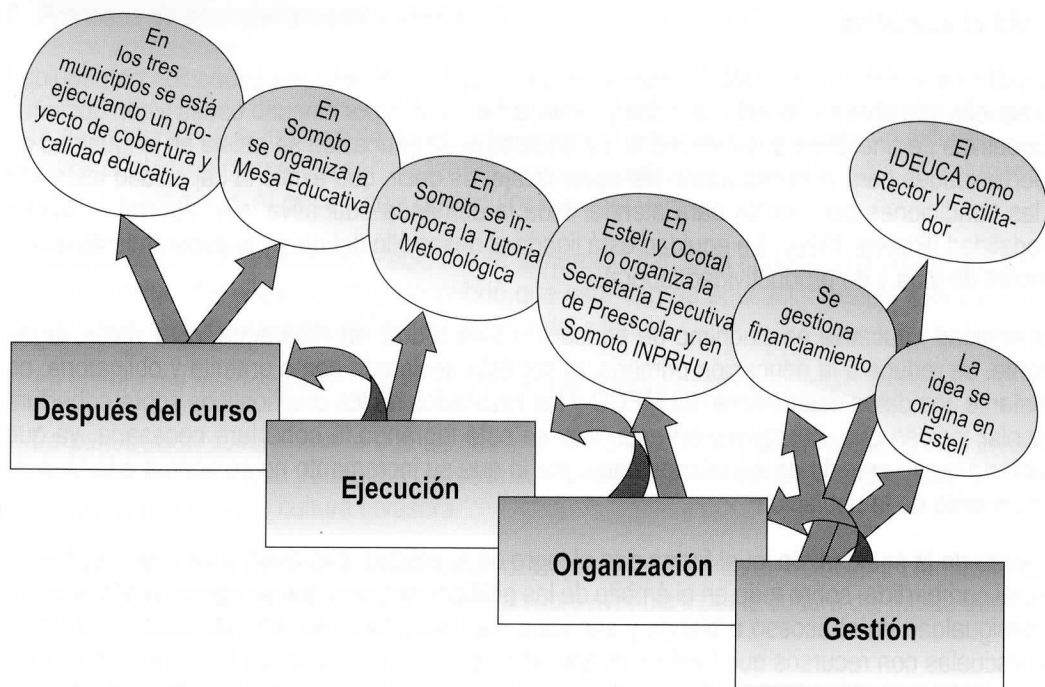 En
los tres
municipios se está
ejecutando un pro-
yecto de cobertura y
calidad educativa
En
Somoto
se organiza la
Mesa Educativa
En
Somoto se in-
corpora la Tutoría
Metodológica
En
Estelí y Ocotal
lo organiza la
Secretaría Ejecutiva
de Preescolar y en
Somoto INPRHU
Se
gestiona
financiamiento
El
IDEUCA como
Rector y Facilita-
dor
La
idea se
origina en
Estelí
Después del curso
Ejecución
Organización
Gestión